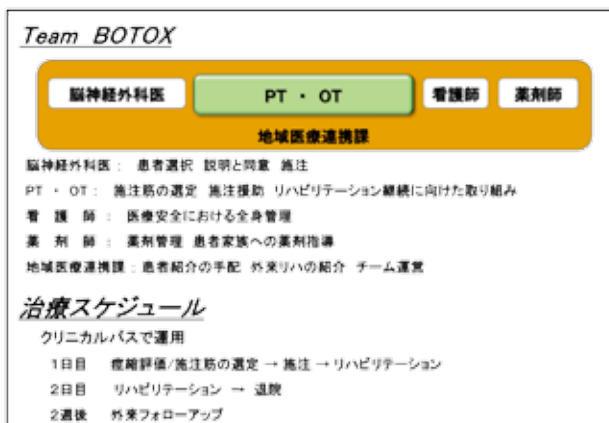 Team BOTOX
脳神経外科医 PT ・ OT 看護師 薬剤師
地域医療連携課
脳神経外科医 : 患者選択 説明と同意 施注
PT ・ OT : 施注筋の選定 施注援助 リハビリテーション継続に向けた取り組み
看 護 師 : 医療安全における全身管理
薬 剤 師 : 薬剤管理 患者家族への薬剤指導
地域医療連携課 : 患者紹介の手配 外来リハの紹介 チーム運営
治療スケジュール
クリニカルパスで運用
1日目 痙縮評価/施注筋の選定 → 施注 → リハビリテーション
2日目 リハビリテーション → 退院
2週後 外来フォローアップ